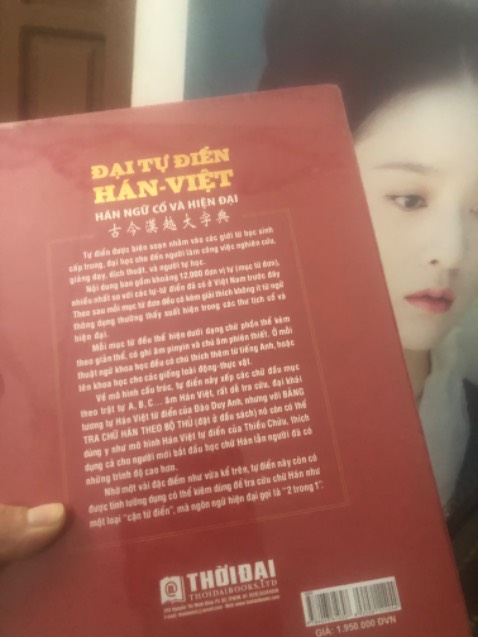 ĐẠI TỰ ĐIỂN
HÁN-VIỆT
HÁN NGỮ CỔ VÀ HIỆN ĐẠI
古今漢越大字典
Tự điển được biên soạn nhằm vào các giới từ học sinh
cấp trung, đại học cho đến người làm công việc nghiên cứu,
giảng dạy, dịch thuật, và người tự học.
Nội dung bao gồm khoảng 12.000 đơn vị tự (mục từ đơn),
nhiều nhất so với các tự-từ điển đã có ở Việt Nam trước đây.
Theo sau mỗi mục từ đơn đều có kèm giải thích không ít từ ngữ
thông dụng thường thấy xuất hiện trong các thư tịch cổ và
hiện đại.
Mỗi mục từ đều thể hiện dưới dạng chữ phồn thể kèm
theo giản thể, có ghi âm pinyin và chú âm phiên thiết. Ở mỗi
thuật ngữ khoa học đều có chú thích thêm từ tiếng Anh, hoặc
tên khoa học cho các giống loài động-thực vật.
Về mô hình cấu trúc, tự điển này xếp các chữ đầu mục
theo trật tự A, B, C... âm Hán Việt, rất dễ tra cứu, đại khái
tương tự Hán Việt từ điển của Đào Duy Anh, nhưng với BẢNG
TRA CHỮ HÁN THEO BỘ THỦ (đặt ở đầu sách) nó còn có thể
dùng y như mô hình Hán Việt tự điển của Thiều Chửu, thích
dụng cả cho người mới bắt đầu học chữ Hán lẫn người đã có
những trình độ cao hơn.
Nhờ một vài đặc điểm như vừa kể trên, tự điển này còn có
được tính lưỡng dụng có thể kiêm dùng để tra cứu chữ Hán như
một loại "cận từ điển", mà ngôn ngữ hiện đại gọi là "2 trong 1".
THỜI ĐẠI
THOIDAIBOOKS.,LTD
GIÁ: 1.950.000 ĐVN